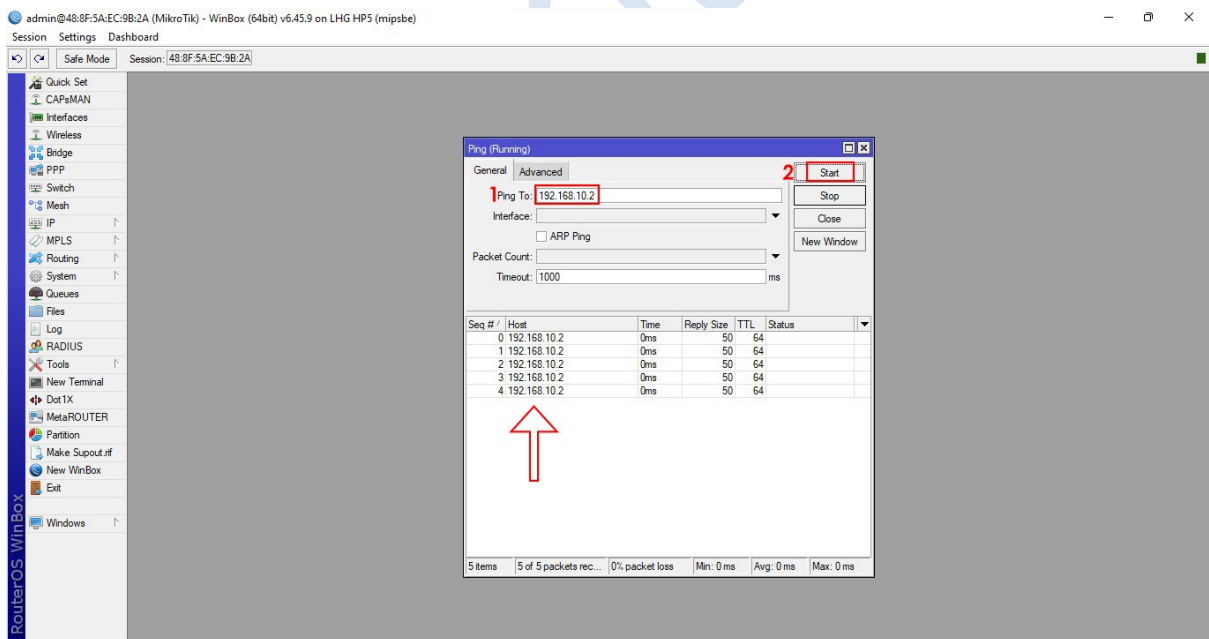 admin@48:8F:5A:EC:9B:2A (MikroTik) - WinBox (64bit) v6.45.9 on LHG HP5 (mipsbe)
Session Settings Dashboard
Safe Mode Session: 48:8F:5A:EC:9B:2A
Quick Set
CAPsMAN
Interfaces
Wireless
Bridge
PPP
Switch
Mesh
IP
MPLS
Routing
System
Queues
Files
Log
RADIUS
Tools
New Terminal
Dot1X
MetaROUTER
Partition
Make Supout.rif
New WinBox
Exit
Windows
RouterOS WinBox
Ping (Running)
General Advanced
2 Start
1 Ping To: 192.168.10.2
Stop
Interface:
Close
ARP Ping
New Window
Packet Count:
Timeout: 1000 ms
Seq # Host Time Reply Size TTL Status
0 192.168.10.2 0ms 50 64
1 192.168.10.2 0ms 50 64
2 192.168.10.2 0ms 50 64
3 192.168.10.2 0ms 50 64
4 192.168.10.2 0ms 50 64
5 items 5 of 5 packets rec... 0% packet loss Min: 0 ms Avg: 0 ms Max: 0 ms